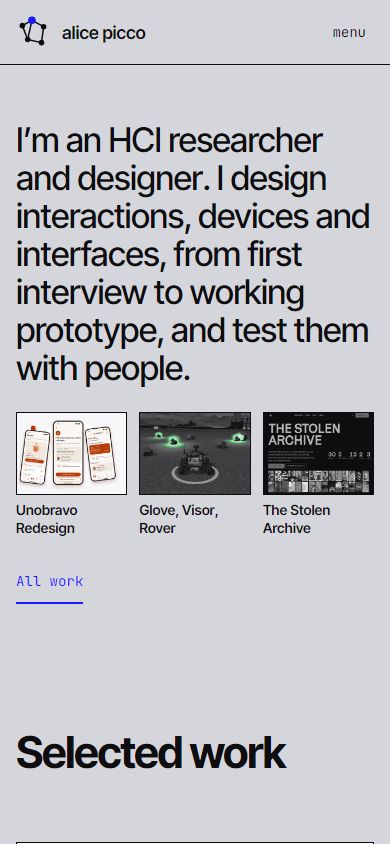 alice picco
menu
I’m an HCI researcher
and designer. I design
interactions, devices and
interfaces, from first
interview to working
prototype, and test them
with people.
THE STOLEN
ARCHIVE
Unobravo
Redesign
Glove, Visor,
Rover
The Stolen
Archive
All work
Selected work